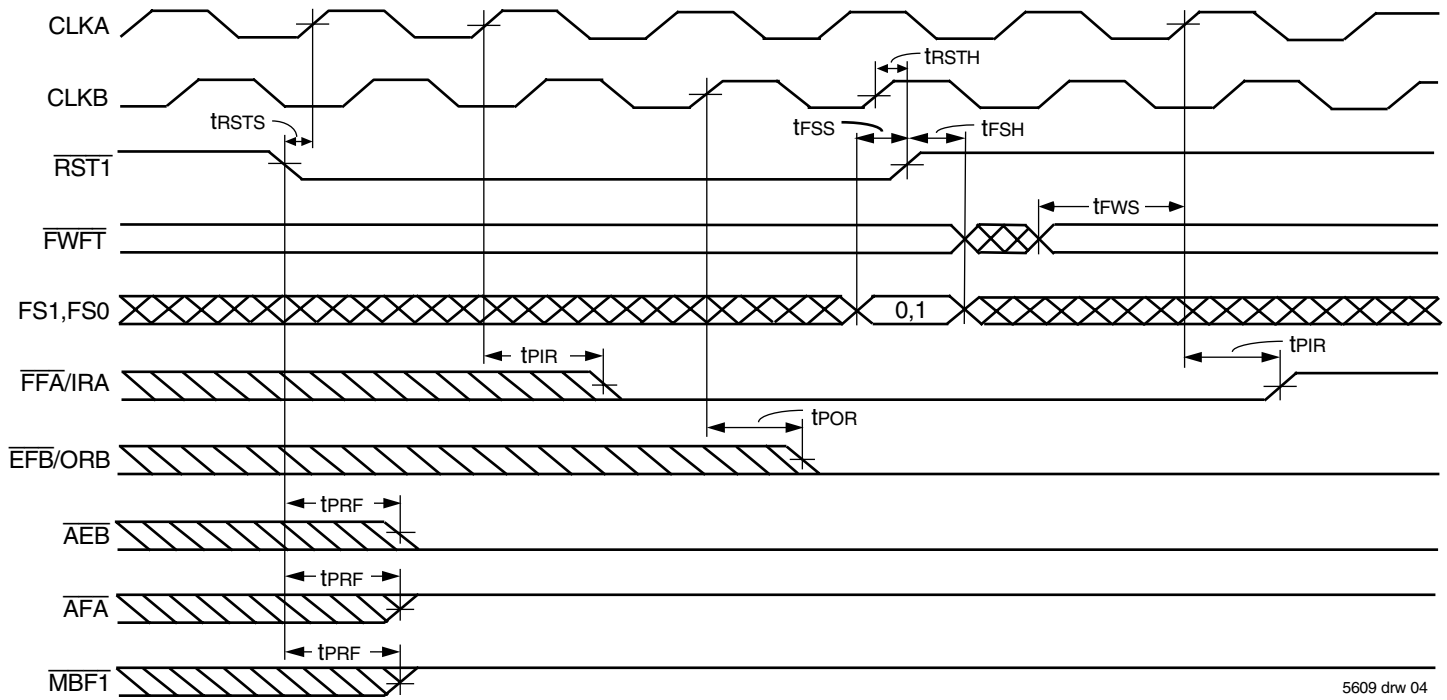 CLKA
tRSTH
CLKB
tRSTS
tFSS
tFSH
RST1
tFWS
FWFT
FS1,FS0
0,1
tPIR
tPIR
FFA/IRA
tPOR
EFB/ORB
tPRF
AEB
tPRF
AFA
tPRF
MBF1
5609 drw 04